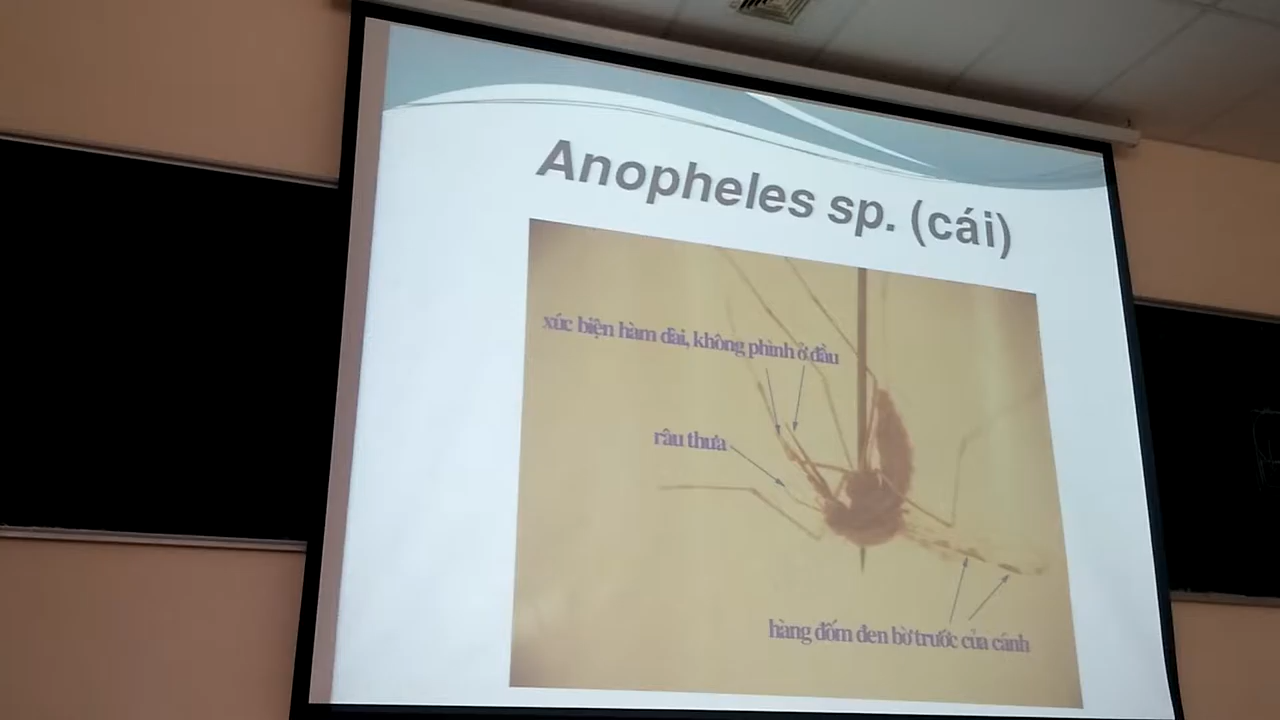 Anopheles sp. (cái)
xúc biện hàm dài, không phình ở đầu
râu thưa
hàng đốm đen bờ trước của cánh